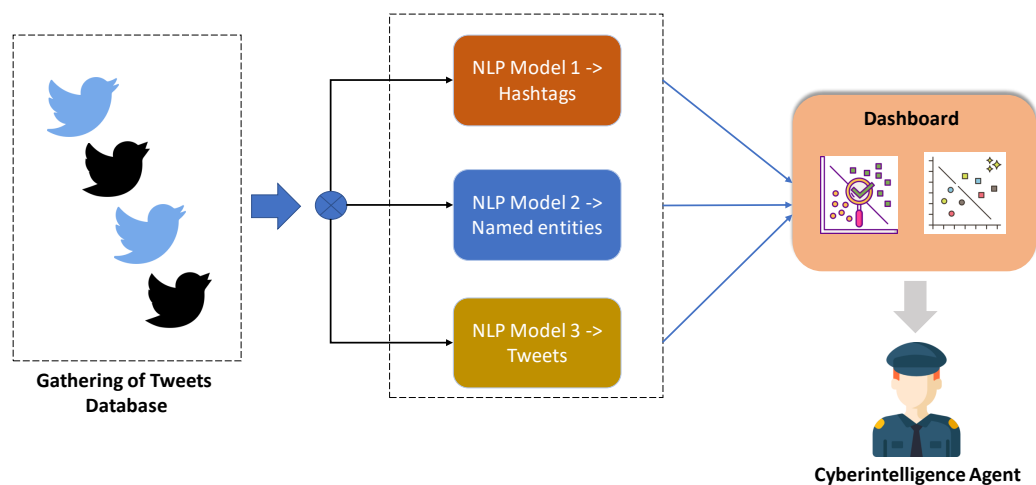 Gathering of Tweets
Database
NLP Model 1 ->
Hashtags
NLP Model 2 ->
Named entities
NLP Model 3 ->
Tweets
Dashboard
Cyberintelligence Agent